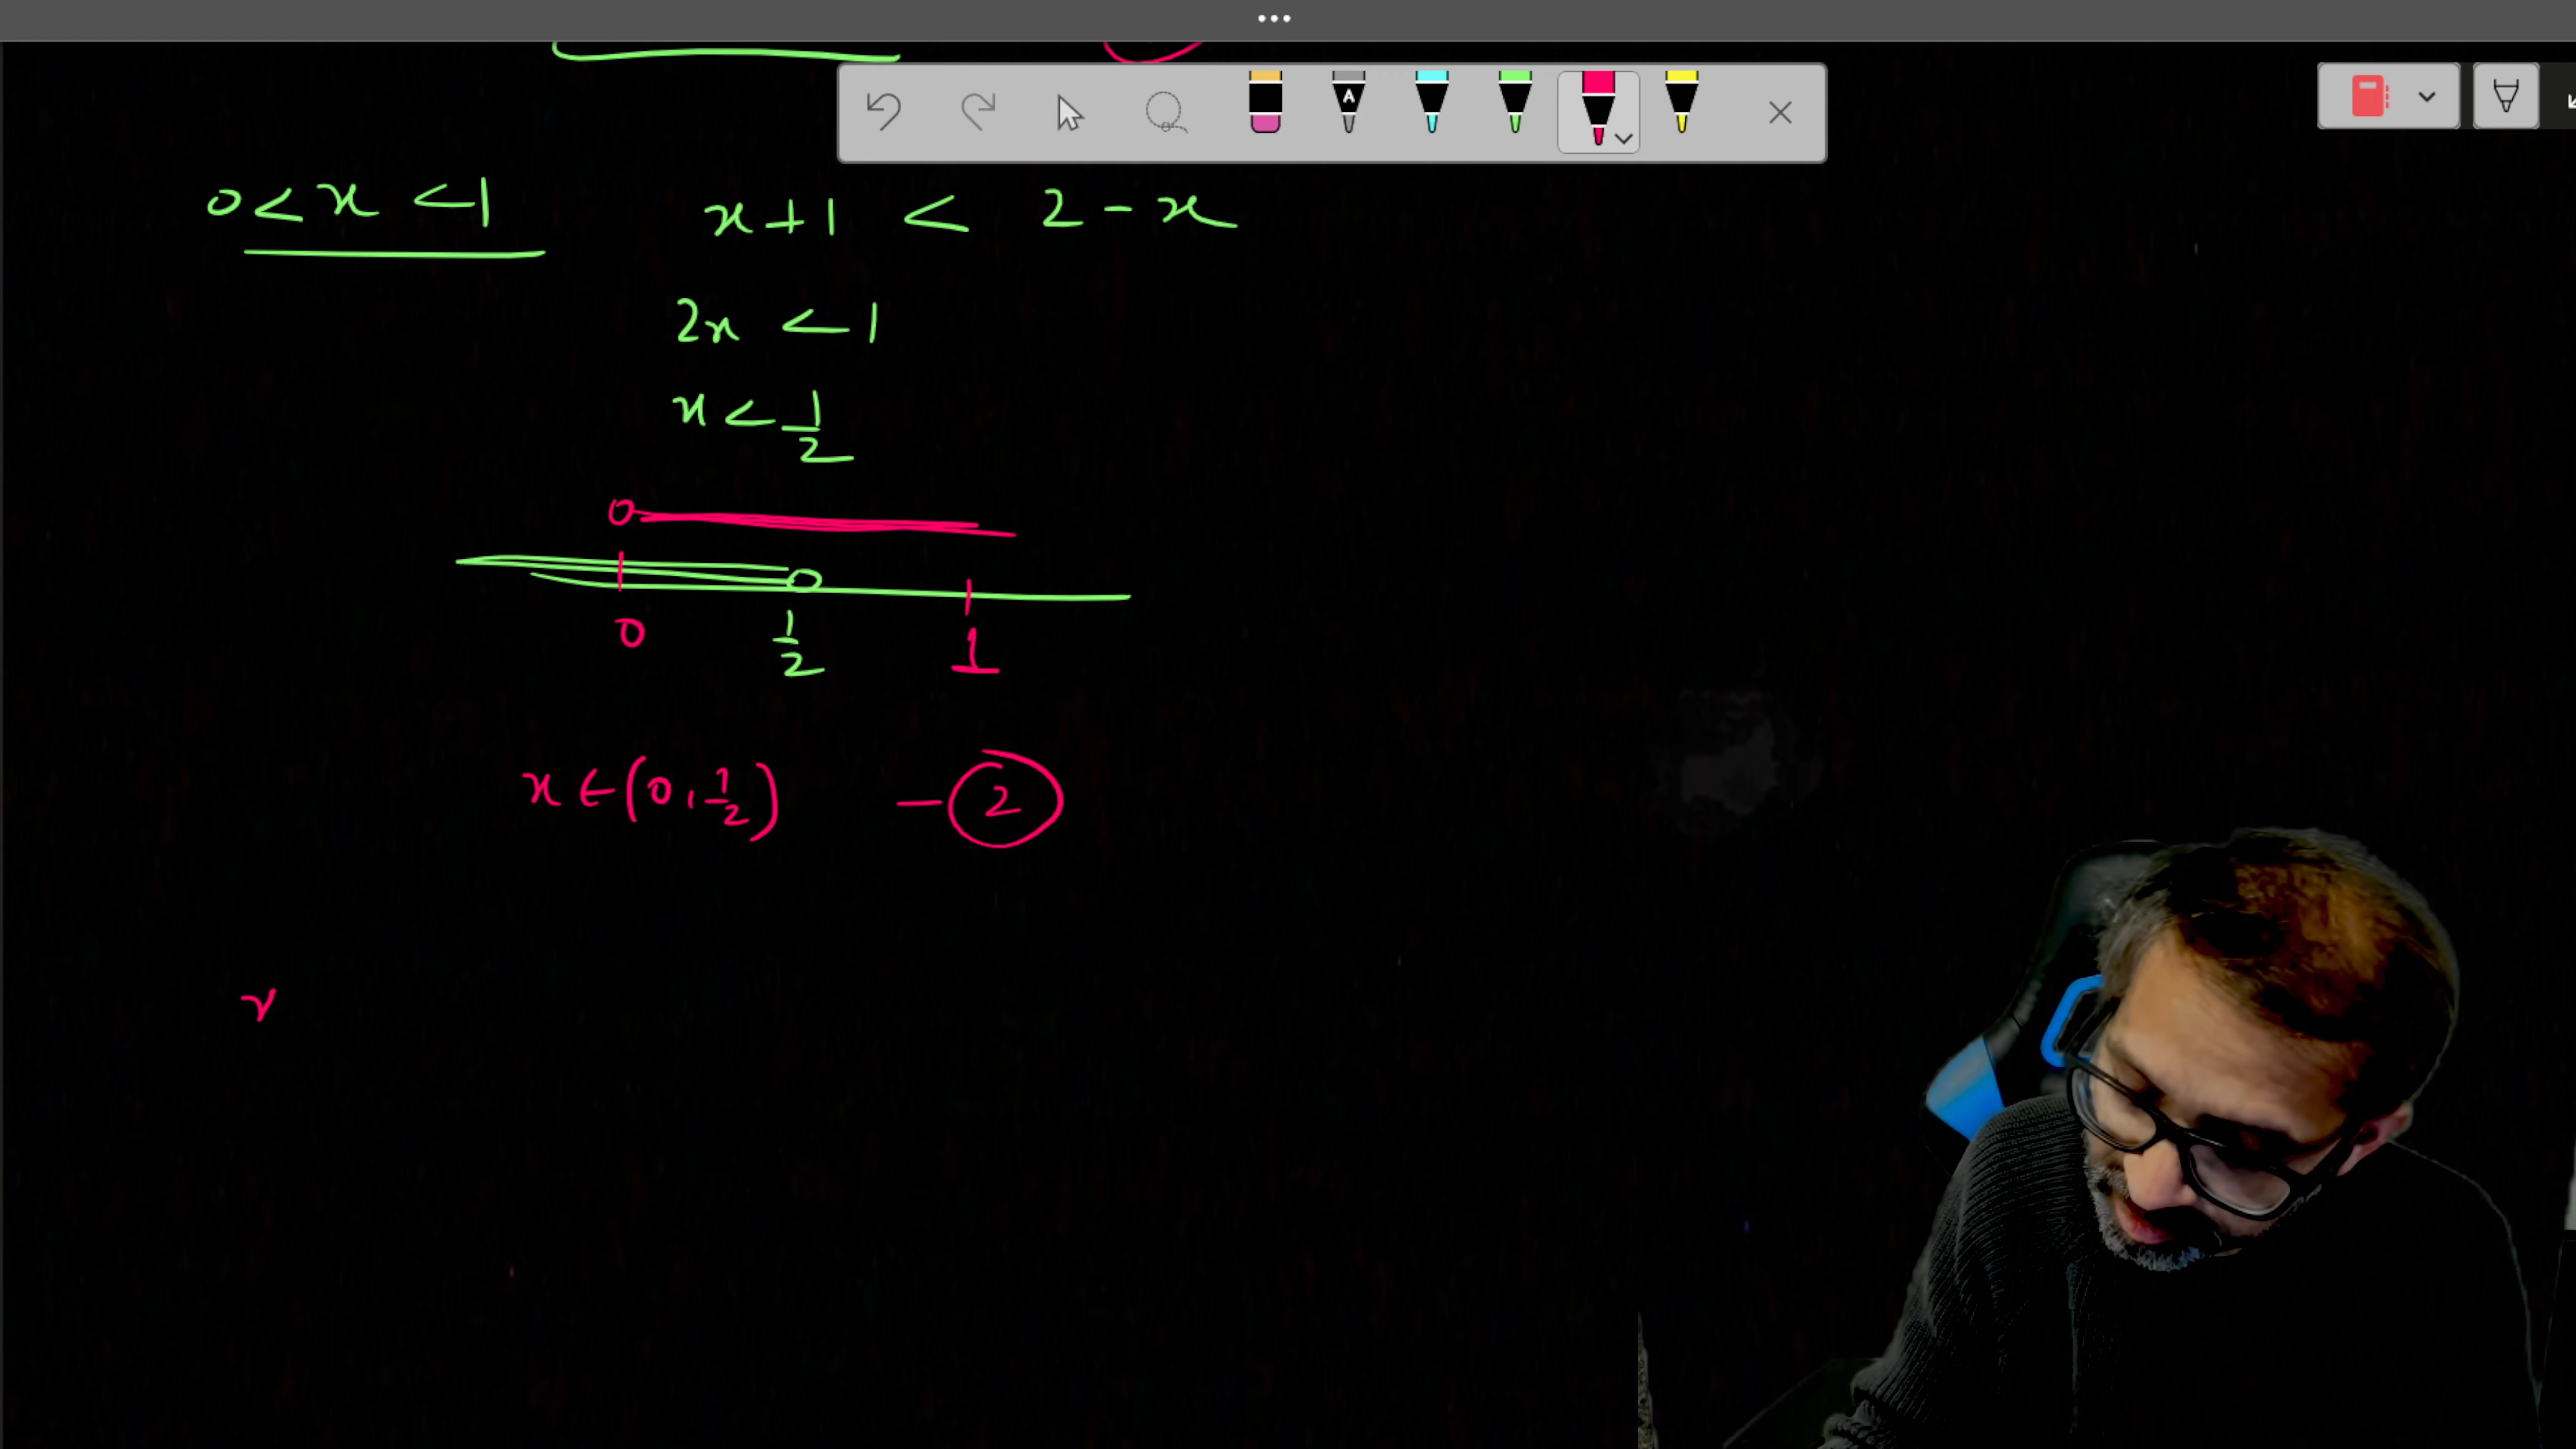 0 < x < 1 x + 1 < 2 - x
2x < 1
x < 1/2
0 1/2 1
x ∈ (0, 1/2) - 2